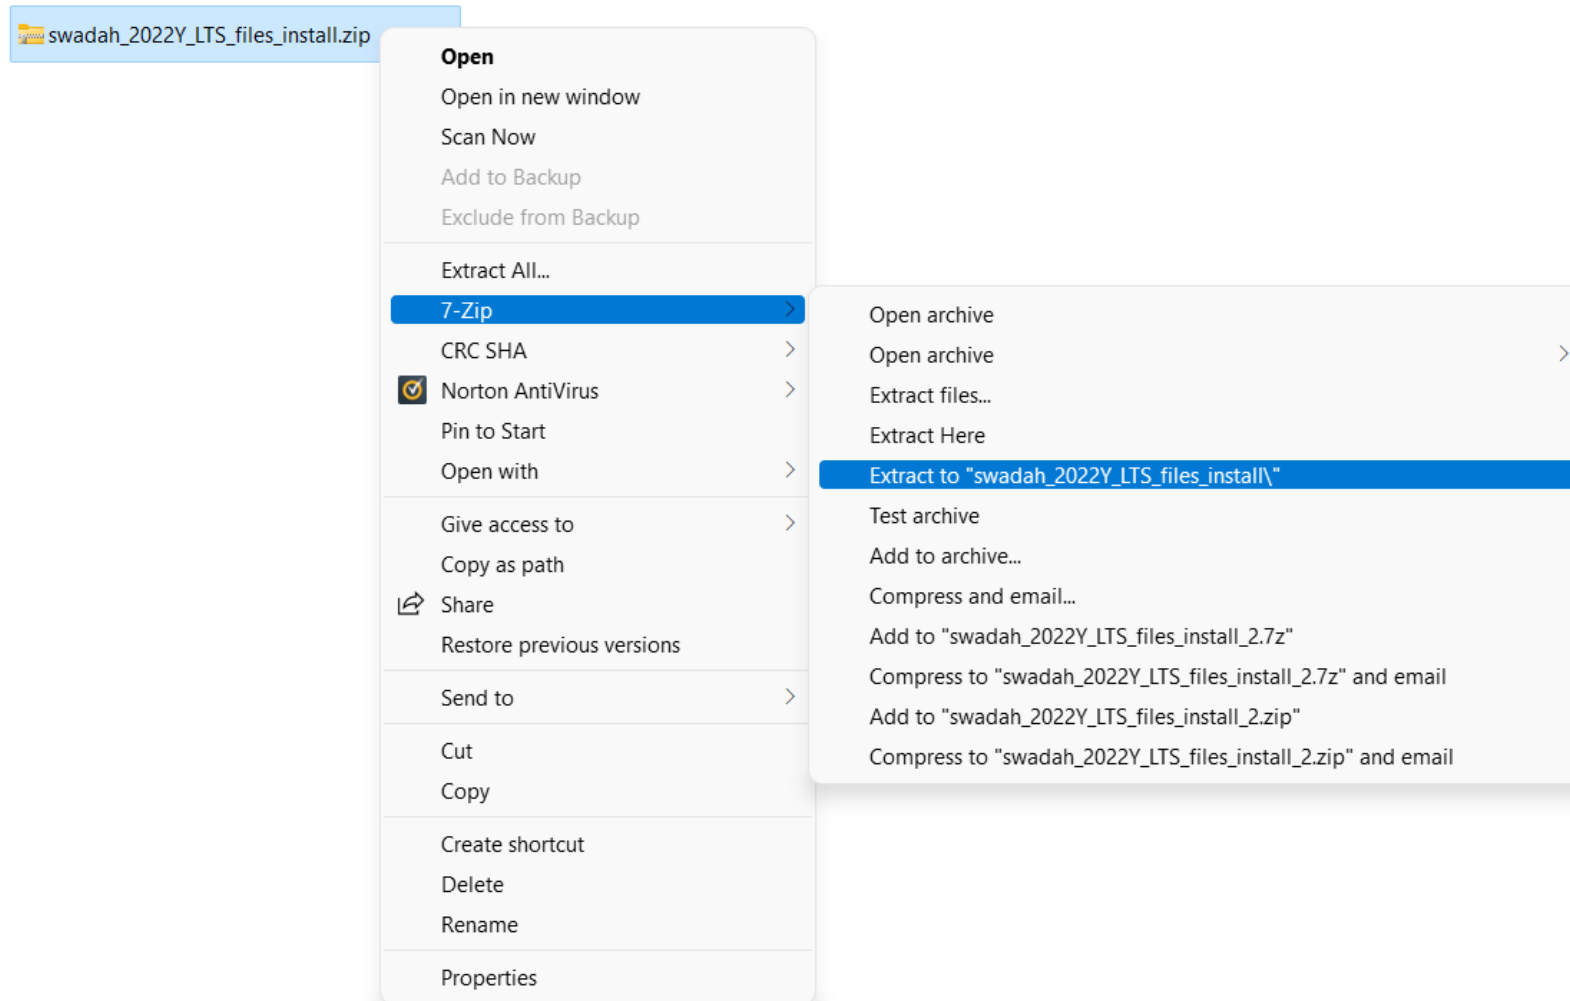 swadah_2022Y_LTS_files_install.zip
Open
Open in new window
Scan Now
Add to Backup
Exclude from Backup
Extract All...
7-Zip
CRC SHA
Norton AntiVirus
Pin to Start
Open with
Give access to
Copy as path
Share
Restore previous versions
Send to
Cut
Copy
Create shortcut
Delete
Rename
Properties
Open archive
Open archive
Extract files...
Extract Here
Extract to "swadah_2022Y_LTS_files_install\"
Test archive
Add to archive...
Compress and email...
Add to "swadah_2022Y_LTS_files_install_2.7z"
Compress to "swadah_2022Y_LTS_files_install_2.7z" and email
Add to "swadah_2022Y_LTS_files_install_2.zip"
Compress to "swadah_2022Y_LTS_files_install_2.zip" and email